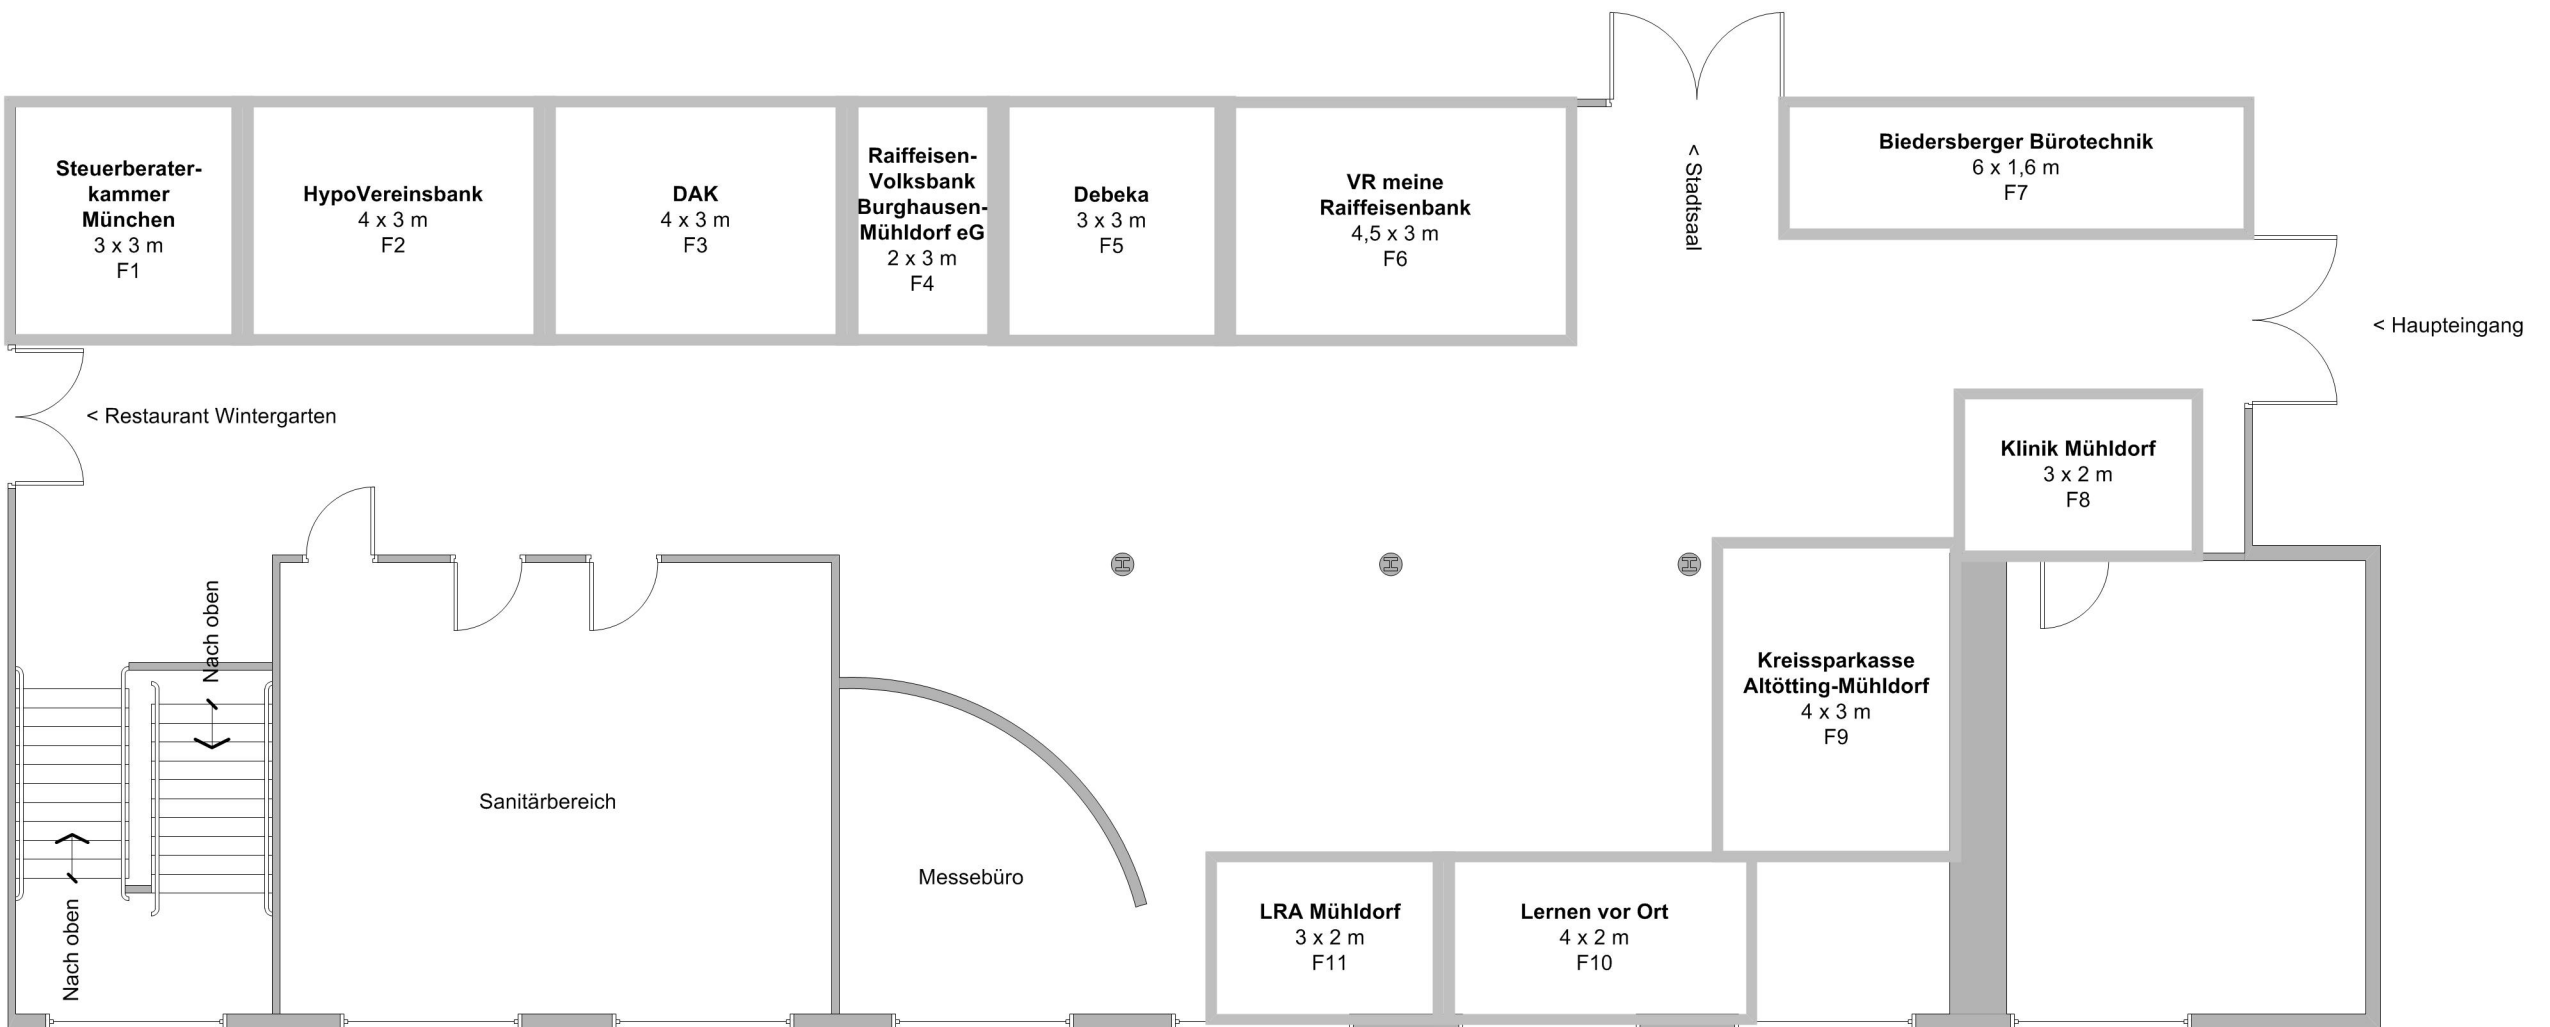 Steuerberater-
kammer
München
3 x 3 m
F1
HypoVereinsbank
4 x 3 m
F2
DAK
4 x 3 m
F3
Raiffeisen-
Volksbank
Burghausen-
Mühldorf eG
2 x 3 m
F4
Debeka
3 x 3 m
F5
VR meine
Raiffeisenbank
4,5 x 3 m
F6
< Stadtsaal
Biedersberger Bürotechnik
6 x 1,6 m
F7
< Haupteingang
< Restaurant Wintergarten
Klinik Mühldorf
3 x 2 m
F8
Nach oben
Nach oben
Sanitärbereich
Messebüro
Kreissparkasse
Altötting-Mühldorf
4 x 3 m
F9
LRA Mühldorf
3 x 2 m
F11
Lernen vor Ort
4 x 2 m
F10